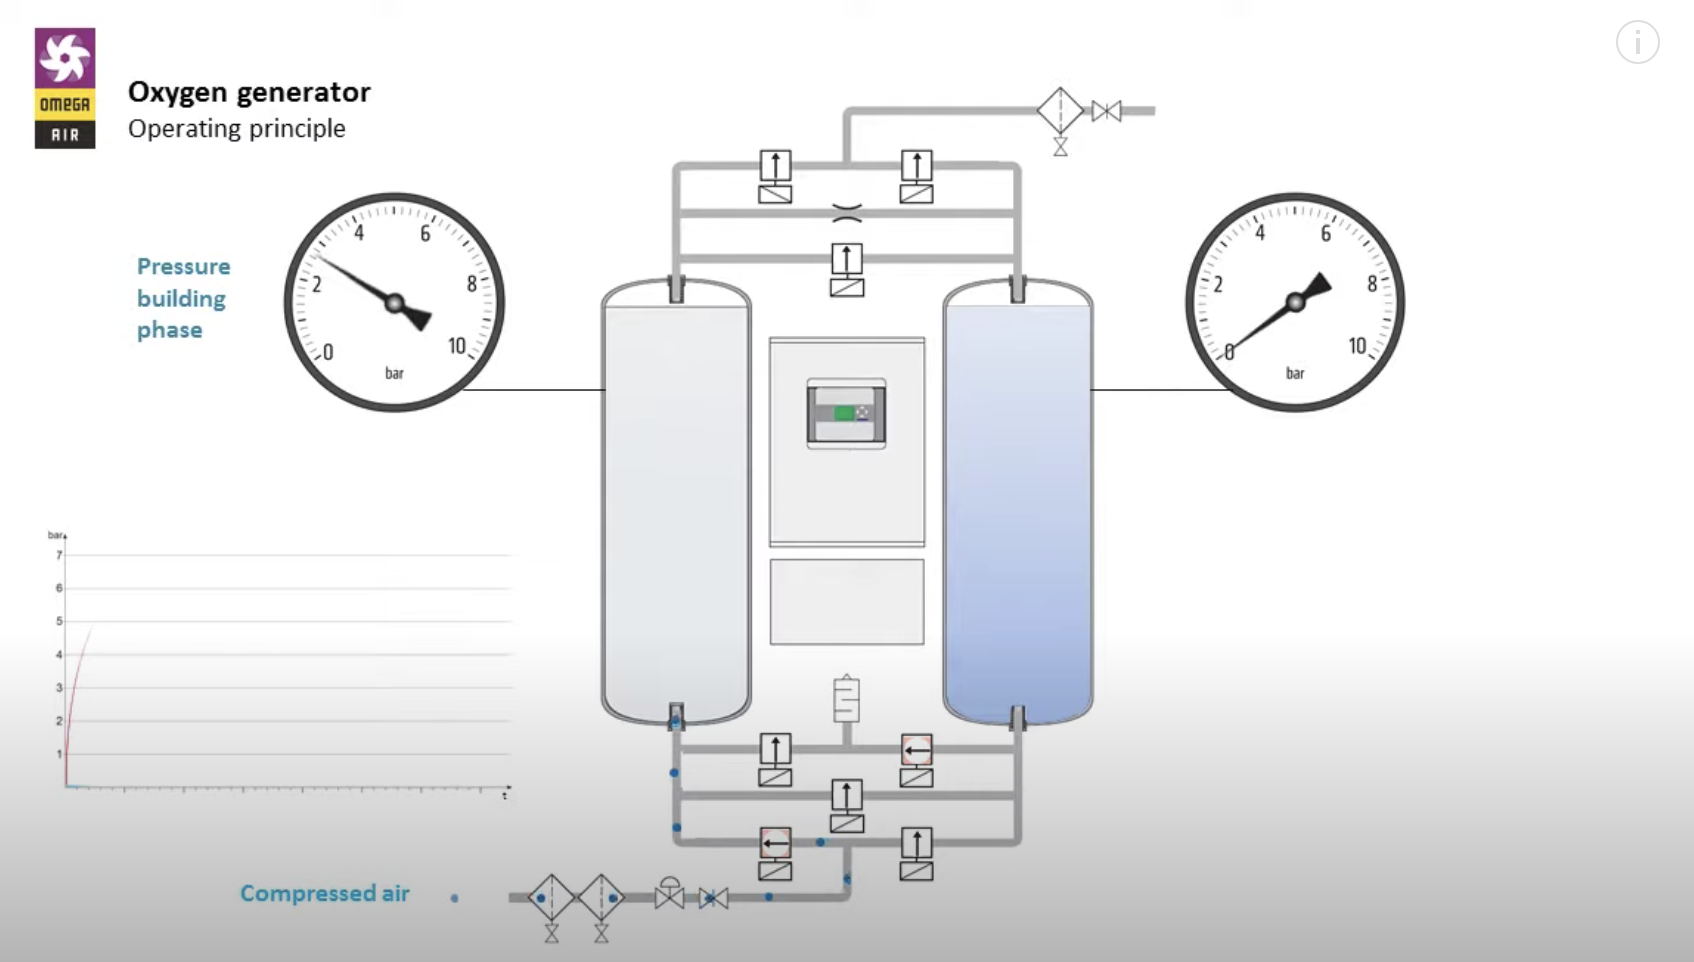 OMEGA
AIR
Oxygen generator
Operating principle
i
Pressure
building
phase
0
2
4
6
8
10
bar
0
2
4
6
8
10
bar
bar
7
6
5
4
3
2
1
t
Compressed air